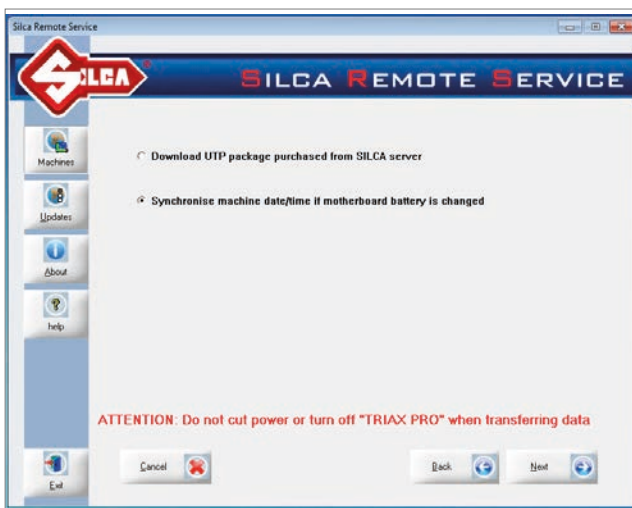 Silca Remote Service
SILCA
SILCA REMOTE SERVICE
Machines
Updates
About
help
Exit
Download UTP package purchased from SILCA server
Synchronise machine date/time if motherboard battery is changed
ATTENTION: Do not cut power or turn off "TRIAX PRO" when transferring data
Cancel
Back
Next